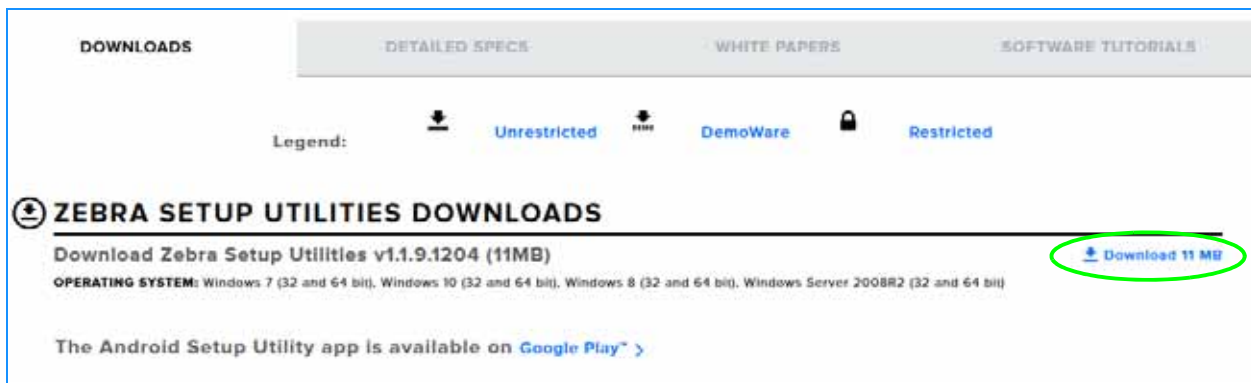 DOWNLOADS DETAILED SPECS WHITE PAPERS SOFTWARE TUTORIALS
Legend: Unrestricted DemoWare Restricted
ZEBRA SETUP UTILITIES DOWNLOADS
Download Zebra Setup Utilities v1.1.9.1204 (11MB) Download 11 MB
OPERATING SYSTEM: Windows 7 (32 and 64 bit), Windows 10 (32 and 64 bit), Windows 8 (32 and 64 bit), Windows Server 2008R2 (32 and 64 bit)
The Android Setup Utility app is available on Google Play™ >